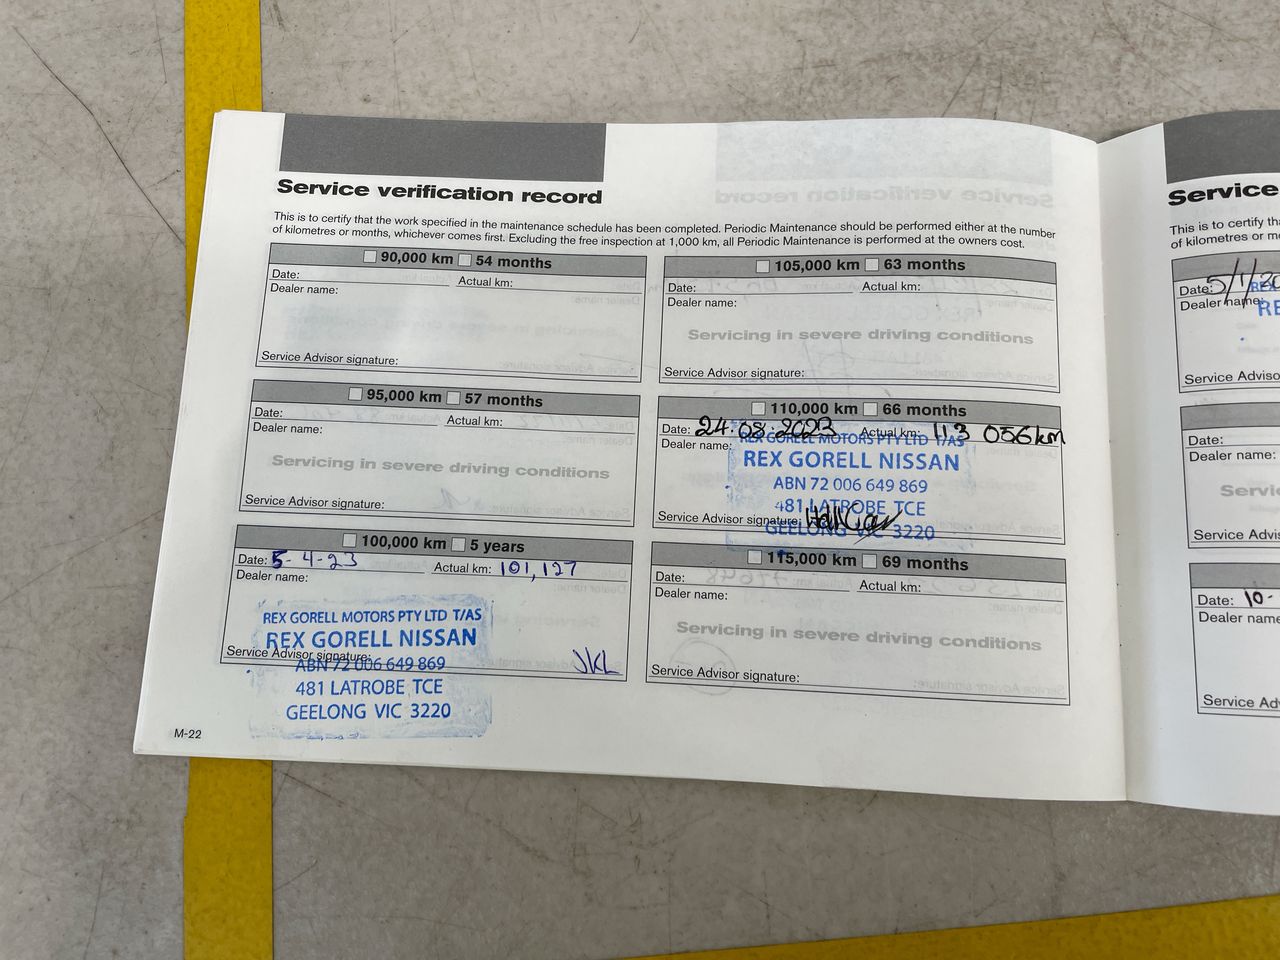 Service verification record
This is to certify that the work specified in the maintenance schedule has been completed. Periodic Maintenance should be performed either at the number
of kilometres or months, whichever comes first. Excluding the free inspection at 1,000 km, all Periodic Maintenance is performed at the owners cost.
90,000 km 54 months
Date: Actual km:
Dealer name:
Service Advisor signature:
95,000 km 57 months
Date: Actual km:
Dealer name:
Servicing in severe driving conditions
Service Advisor signature:
100,000 km 5 years
Date: 5-4-23 Actual km: 101,127
Dealer name:
REX GORELL MOTORS PTY LTD T/AS
REX GORELL NISSAN
Service Advisor signature:
ABN 72 006 649 869
JKL
481 LATROBE TCE
GEELONG VIC 3220
M-22
105,000 km 63 months
Date: Actual km:
Dealer name:
Servicing in severe driving conditions
Service Advisor signature:
110,000 km 66 months
Date: 24.08.2023 Actual km: 113 056km
Dealer name:
REX GORELL MOTORS PTY LTD T/AS
REX GORELL NISSAN
ABN 72 006 649 869
481 LATROBE TCE
Service Advisor signature:
GEELONG VIC 3220
115,000 km 69 months
Date: Actual km:
Dealer name:
Servicing in severe driving conditions
Service Advisor signature:
Service
This is to certify
of kilometres or
Date: 5/1/20
Dealer name:
Service
Date:
Dealer name:
Service
Date: 10-
Dealer name
Service